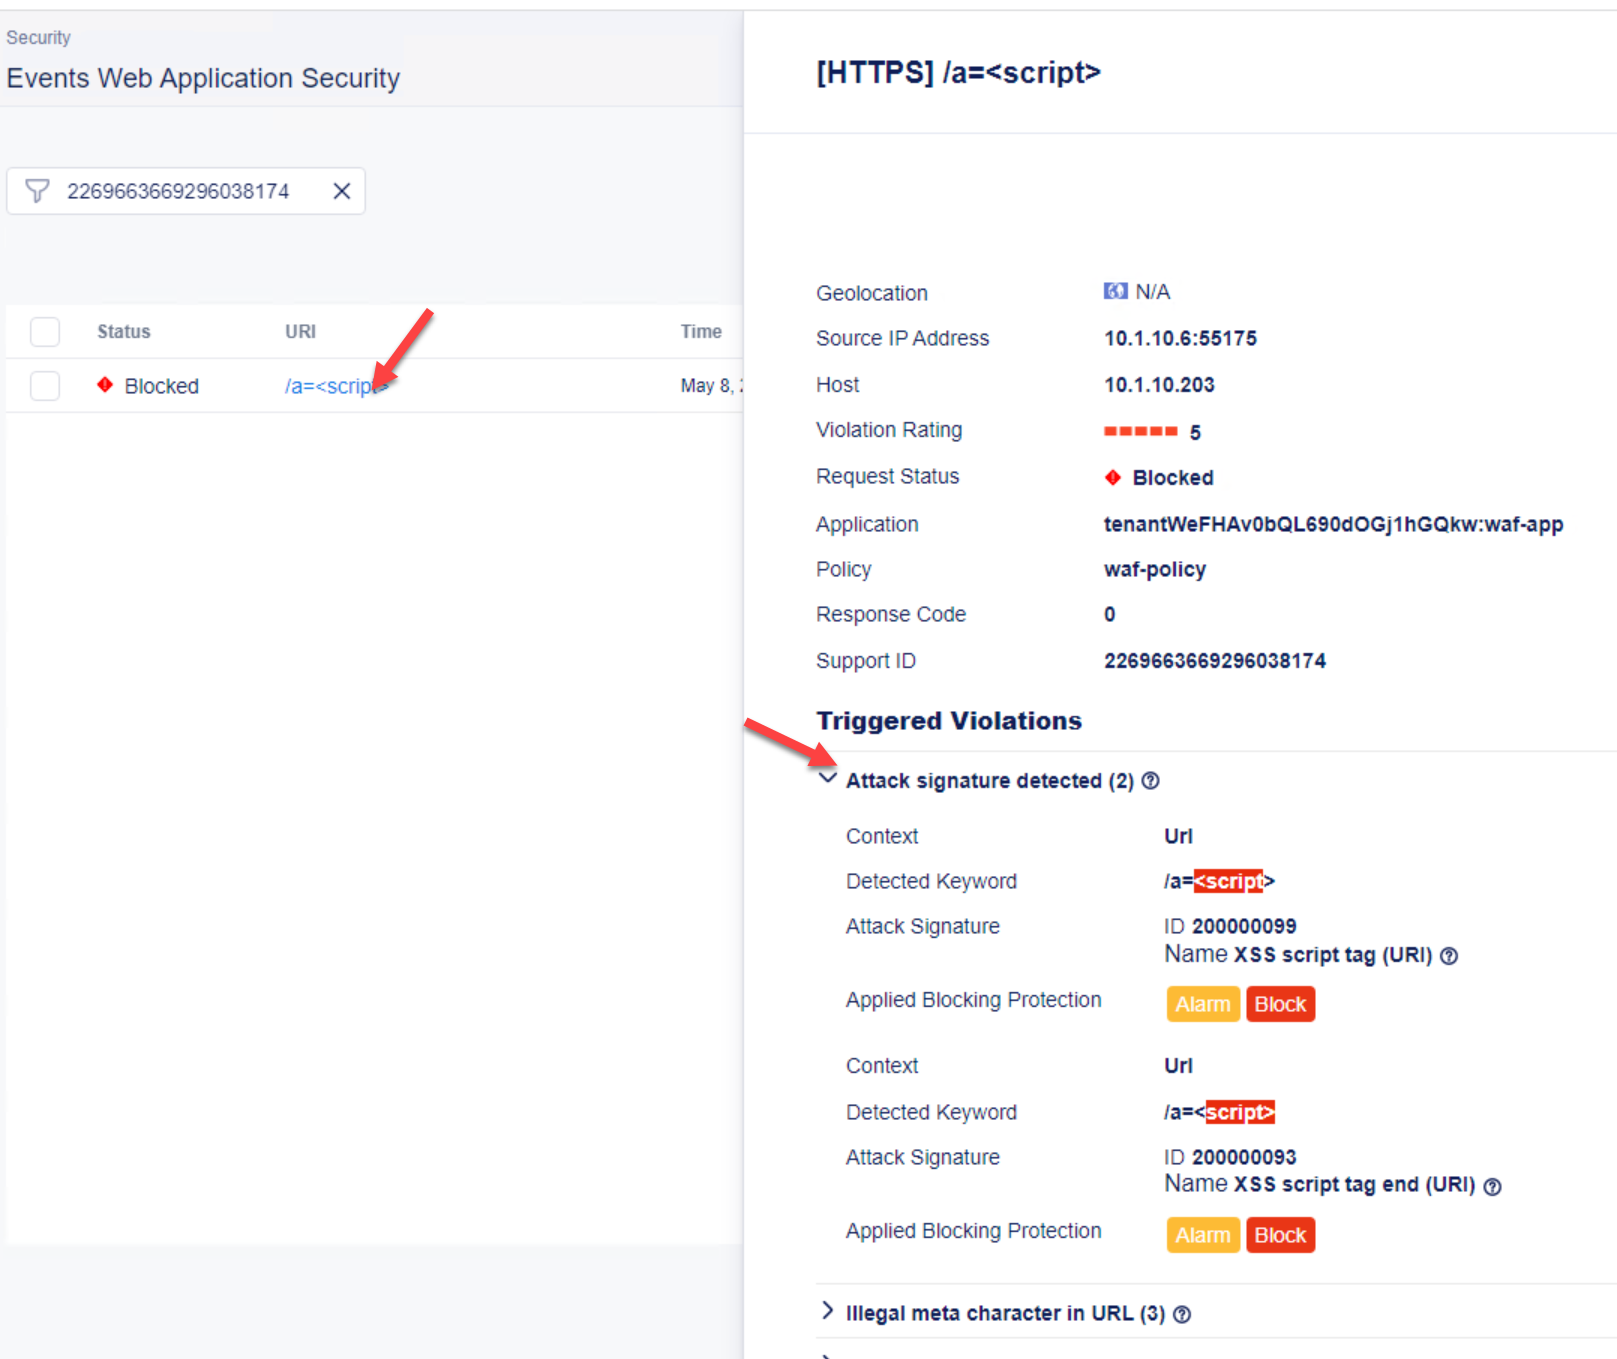 Security
Events Web Application Security
2269663669296038174
Status URI Time
Blocked /a=<script> May 8,
[HTTPS] /a=<script>
Geolocation N/A
Source IP Address 10.1.10.6:55175
Host 10.1.10.203
Violation Rating 5
Request Status Blocked
Application tenantWeFHAv0bQL690dOGj1hGQkw:waf-app
Policy waf-policy
Response Code 0
Support ID 2269663669296038174
Triggered Violations
Attack signature detected (2)
Context Url
Detected Keyword /a=<script>
Attack Signature ID 200000099
Name XSS script tag (URI)
Applied Blocking Protection Alarm Block
Context Url
Detected Keyword /a=<script>
Attack Signature ID 200000093
Name XSS script tag end (URI)
Applied Blocking Protection Alarm Block
Illegal meta character in URL (3)